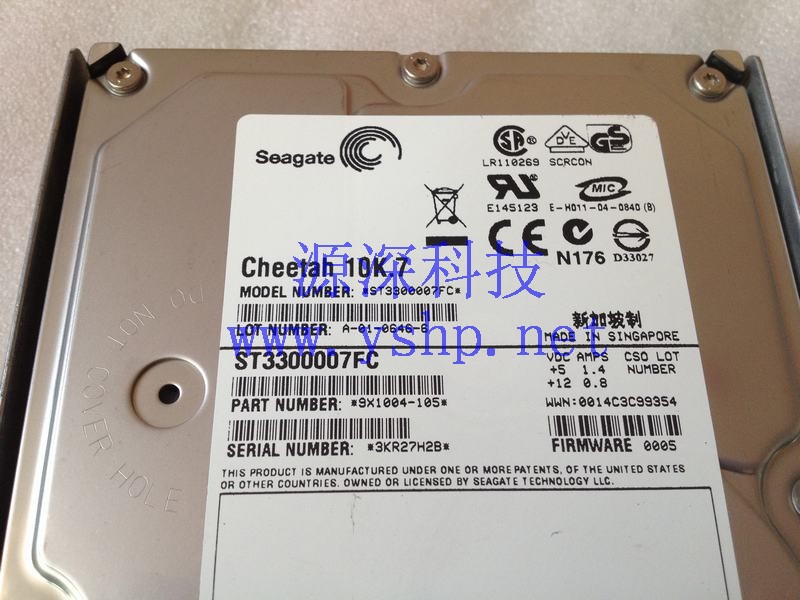 Seagate
LR110269 SCRCON
E145123 E-H011-04-0840 (B)
MIC
N176 D33027
Cheetah 10K.7
源深科技
MODEL NUMBER: *ST3300007FC*
LOT NUMBER: A-01-0646-6
新加坡制
MADE IN SINGAPORE
www.yshp.net
ST3300007FC
VDC AMPS CSO LOT
+5 1.4 NUMBER
+12 0.8
PART NUMBER: *9X1004-105*
WWN:0014C3C99354
SERIAL NUMBER: *3KR27H2B*
FIRMWARE 0005
THIS PRODUCT IS MANUFACTURED UNDER ONE OR MORE PATENTS, OF THE UNITED STATES
OR OTHER COUNTRIES. OWNED OR LICENSED BY SEAGATE TECHNOLOGY LLC.
DO NOT
COVER HOLE